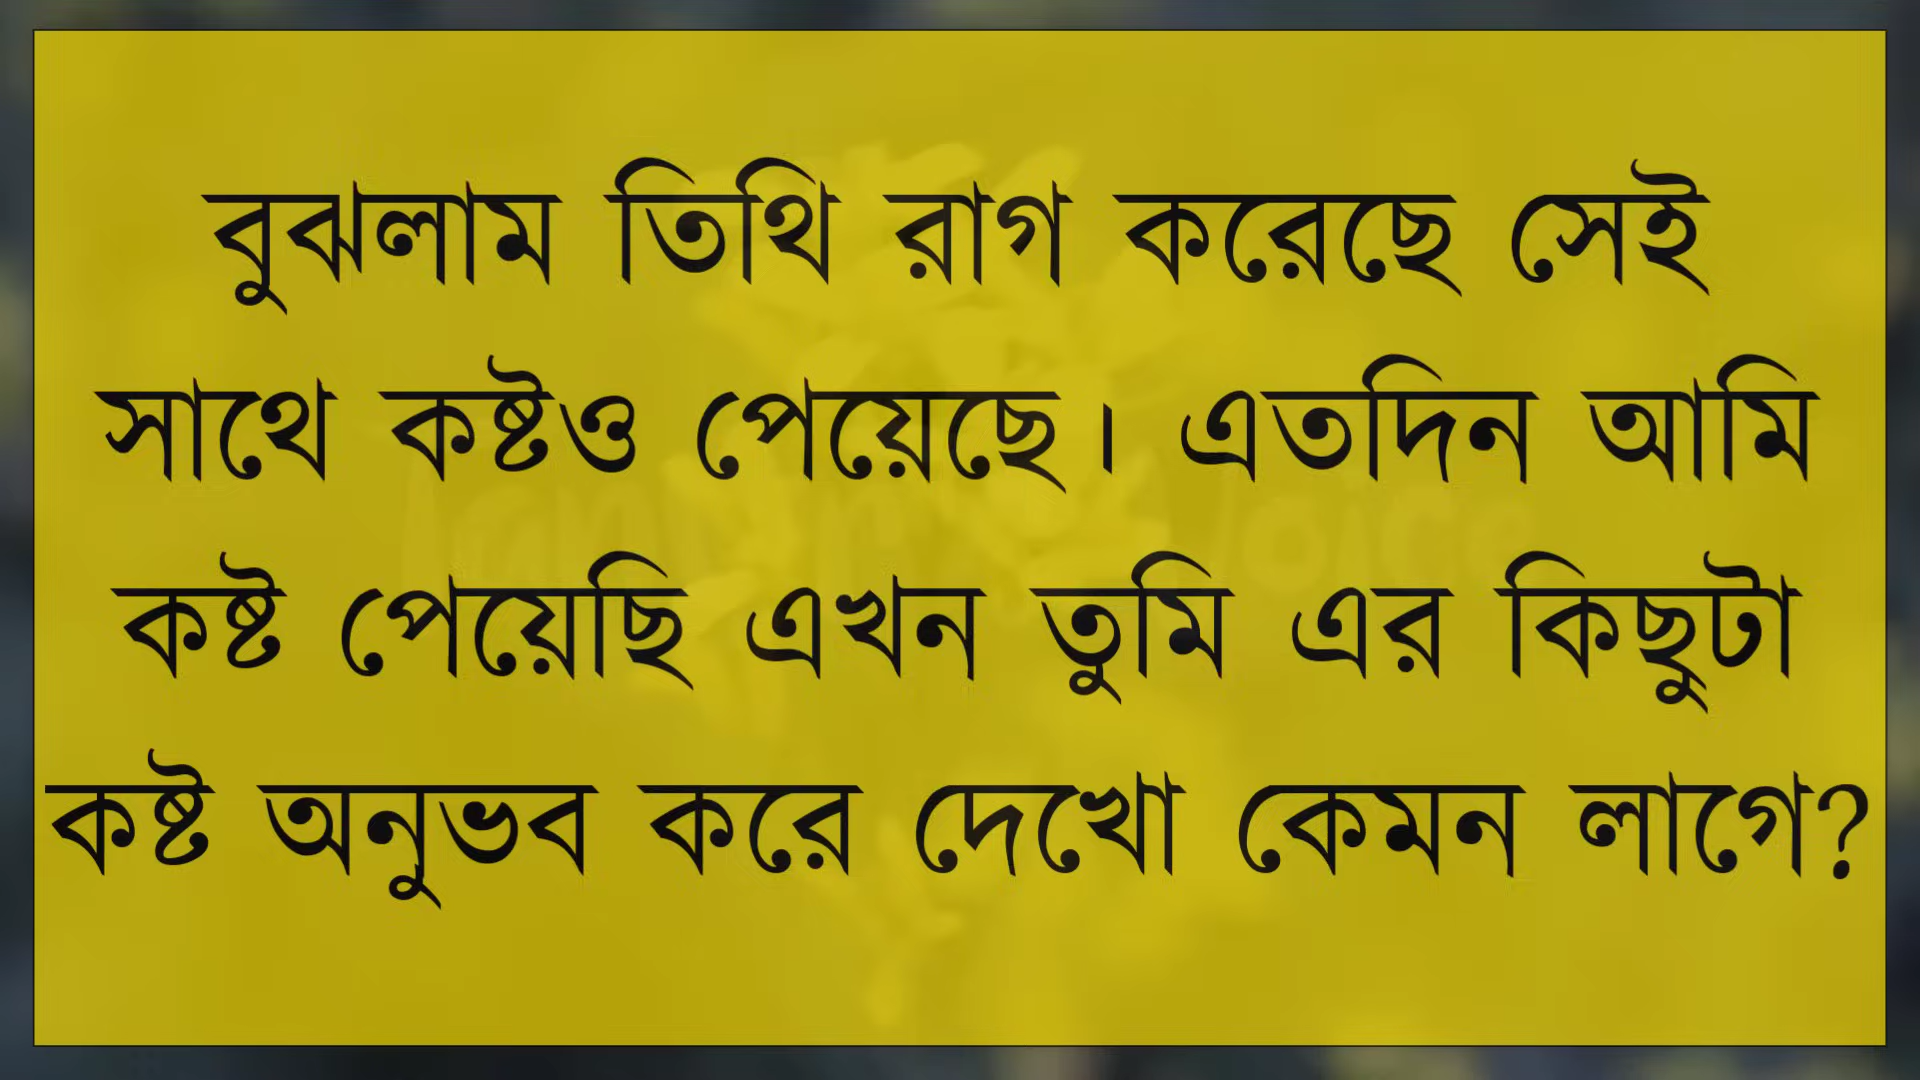 বুঝলাম তিথি রাগ করেছে সেই
সাথে কষ্টও পেয়েছে। এতদিন আমি
কষ্ট পেয়েছি এখন তুমি এর কিছুটা
কষ্ট অনুভব করে দেখো কেমন লাগে?